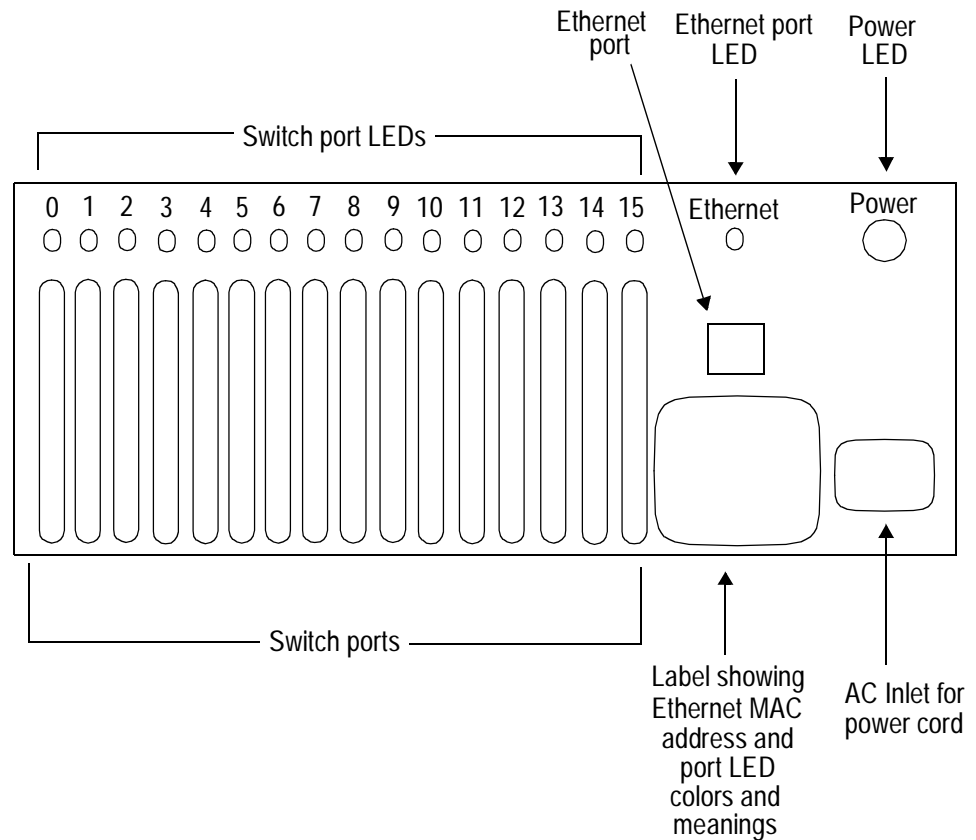 Ethernet port
Ethernet port LED
Power LED
Switch port LEDs
0 1 2 3 4 5 6 7 8 9 10 11 12 13 14 15
Ethernet
Power
Switch ports
Label showing
Ethernet MAC
address and
port LED
colors and
meanings
AC Inlet for
power cord